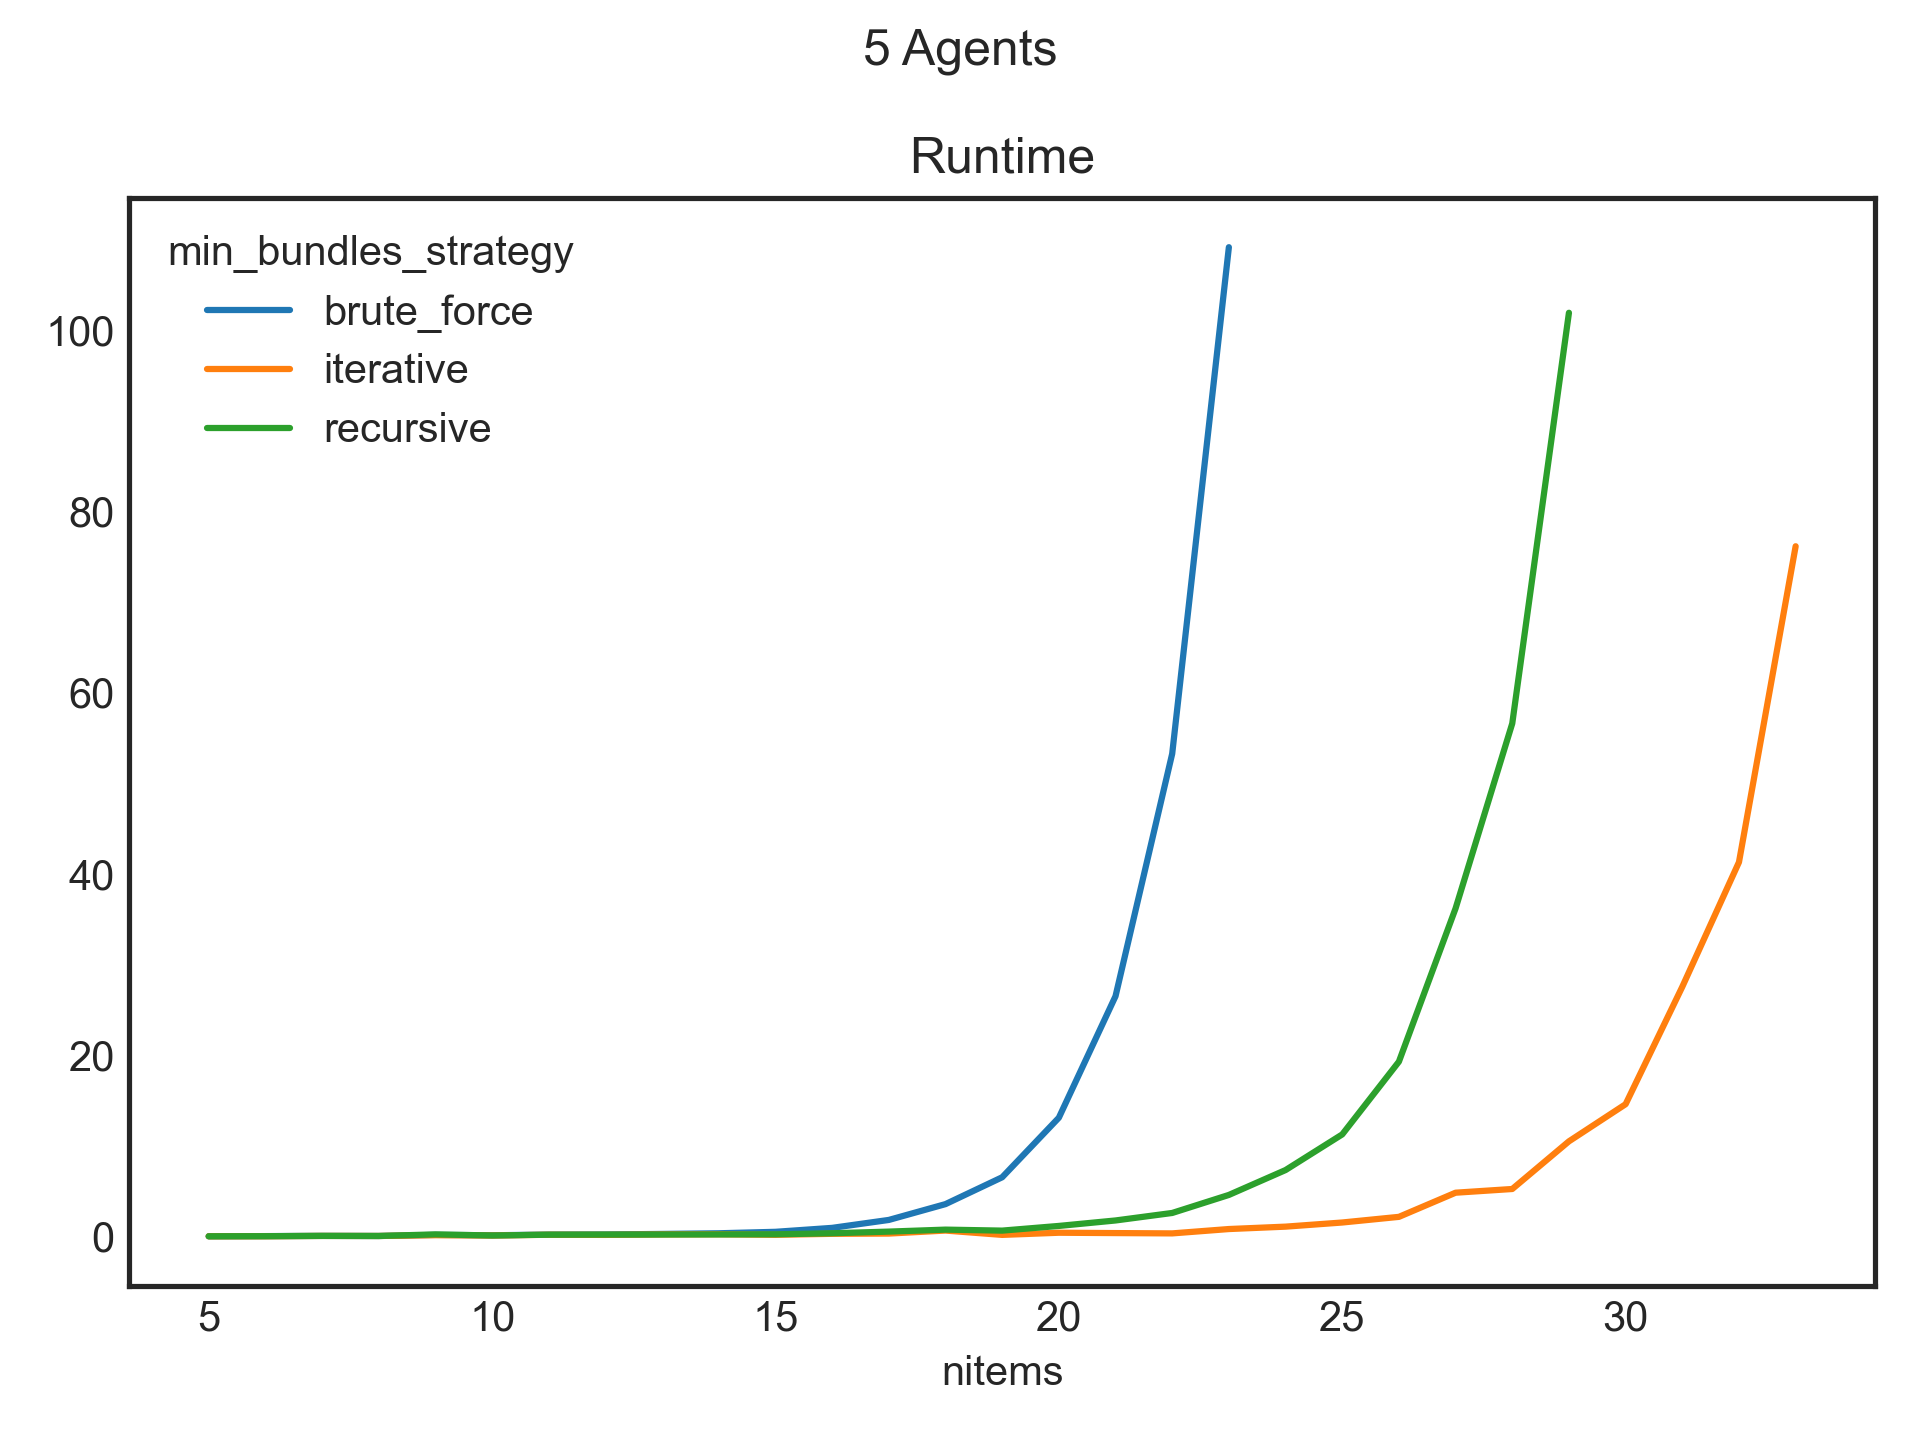 5 Agents
Runtime
min_bundles_strategy
brute_force
iterative
recursive
100
80
60
40
20
0
5 10 15 20 25 30
nitems